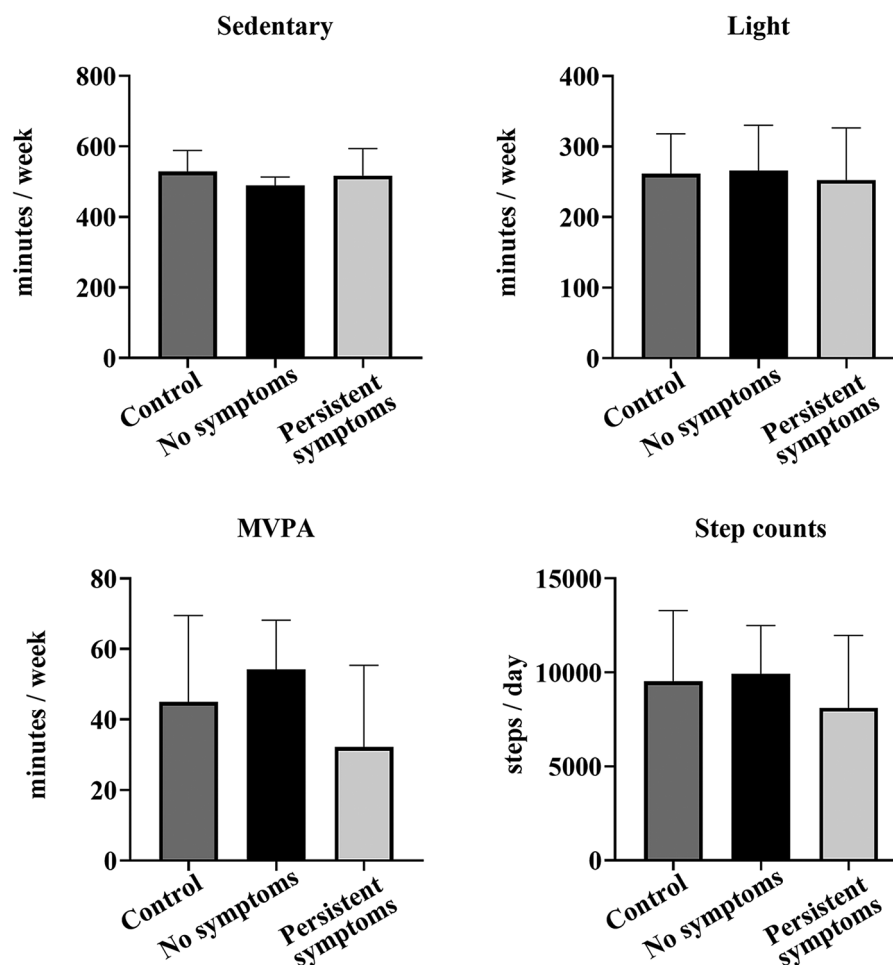 Sedentary
minutes / week
800
600
400
200
0
Control
No symptoms
Persistent
symptoms
Light
minutes / week
400
300
200
100
0
Control
No symptoms
Persistent
symptoms
MVPA
minutes / week
80
60
40
20
0
Control
No symptoms
Persistent
symptoms
Step counts
steps / day
15000
10000
5000
0
Control
No symptoms
Persistent
symptoms